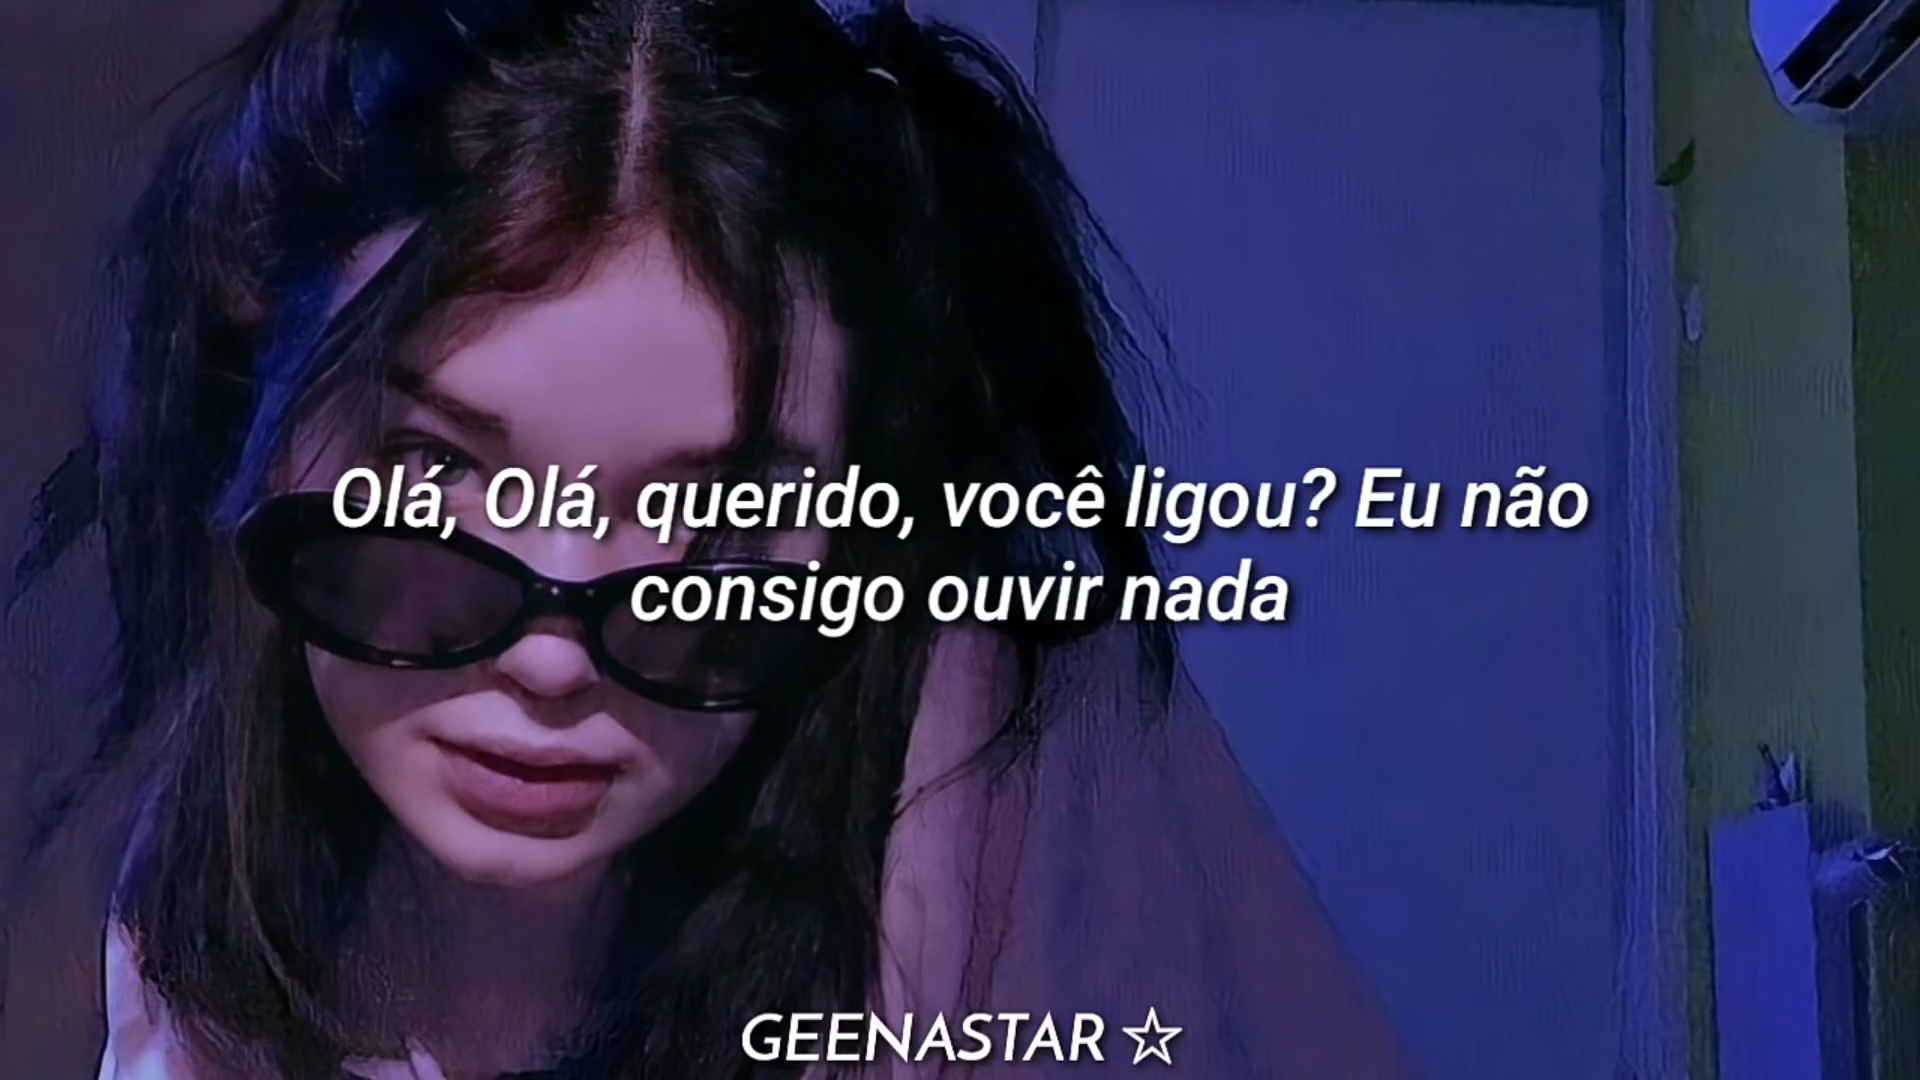 Olá, Olá, querido, você ligou? Eu não
consigo ouvir nada
GEENASTAR ☆